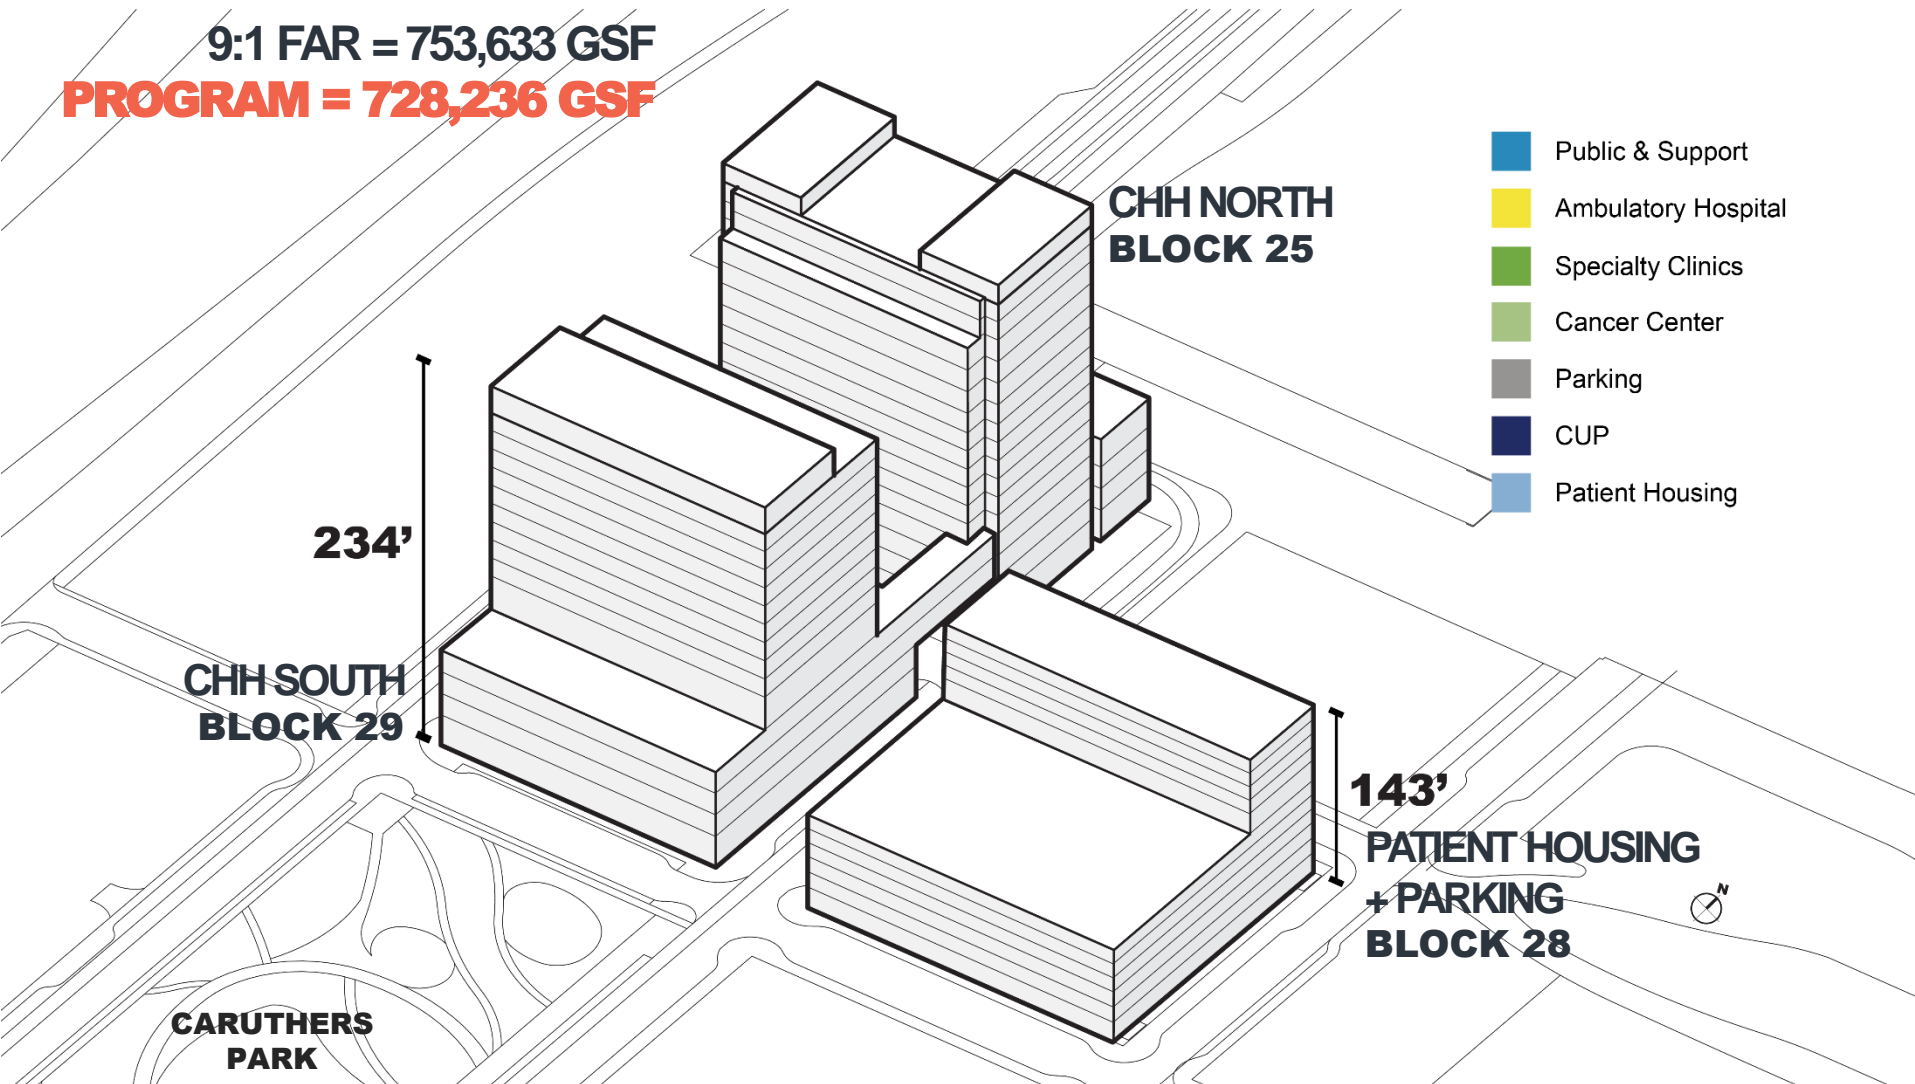 9:1 FAR = 753,633 GSF
PROGRAM = 728,236 GSF
CHH NORTH
BLOCK 25
Public & Support
Ambulatory Hospital
Specialty Clinics
Cancer Center
Parking
CUP
Patient Housing
234’
CHH SOUTH
BLOCK 29
143’
PATIENT HOUSING
+ PARKING
BLOCK 28
N
CARUTHERS
PARK